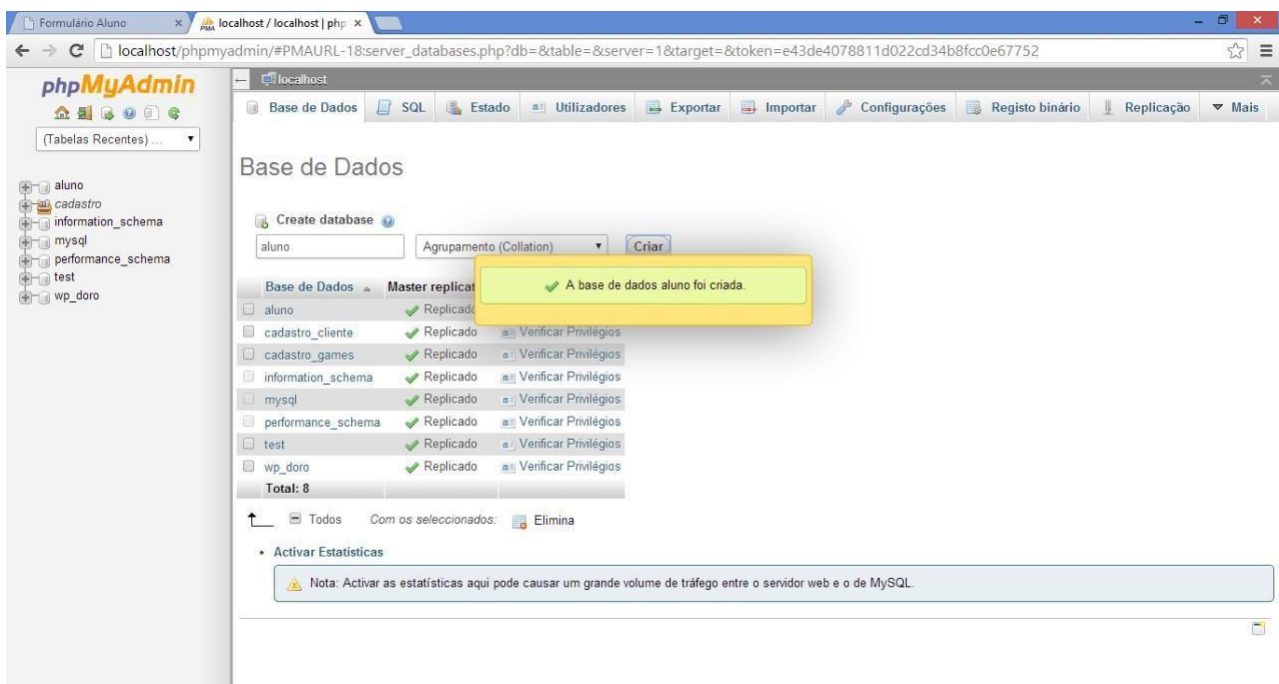 Formulário Aluno
localhost / localhost | php
localhost/phpmyadmin/#PMAURL-18:server_databases.php?db=&table=&server=1&target=&token=e43de4078811d022cd34b8fcc0e67752
phpMyAdmin
(Tabelas Recentes) ...
aluno
cadastro
information_schema
mysql
performance_schema
test
wp_doro
localhost
Base de Dados SQL Estado Utilizadores Exportar Importar Configurações Registo binário Replicação Mais
Base de Dados
Create database
aluno Agrupamento (Collation) Criar
A base de dados aluno foi criada.
Base de Dados Master replicat
aluno Replicado
cadastro_cliente Replicado Verificar Privilégios
cadastro_games Replicado Verificar Privilégios
information_schema Replicado Verificar Privilégios
mysql Replicado Verificar Privilégios
performance_schema Replicado Verificar Privilégios
test Replicado Verificar Privilégios
wp_doro Replicado Verificar Privilégios
Total: 8
Todos Com os seleccionados: Elimina
Activar Estatísticas
Nota: Activar as estatísticas aqui pode causar um grande volume de tráfego entre o servidor web e o de MySQL.